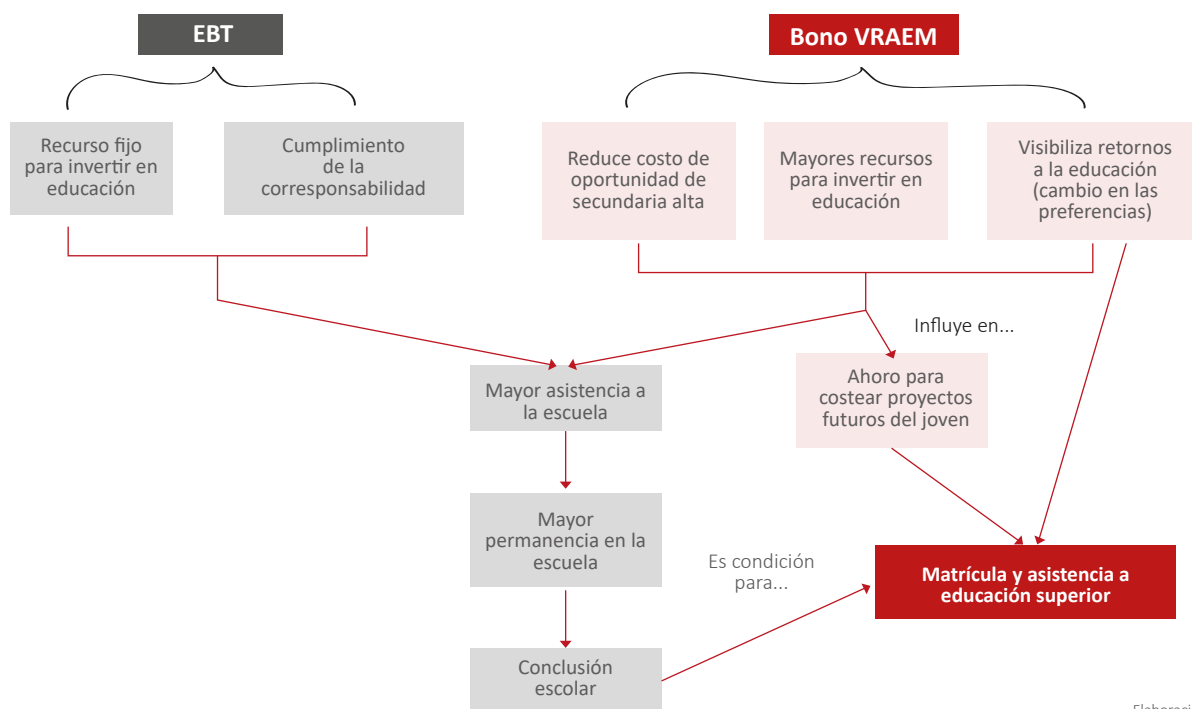 EBT
Bono VRAEM
Recurso fijo
para invertir en
educación
Cumplimiento
de la
corresponsabilidad
Reduce costo de
oportunidad de
secundaria alta
Mayores recursos
para invertir en
educación
Visibiliza retornos
a la educación
(cambio en las
preferencias)
Influye en...
Mayor asistencia a
la escuela
Ahoro para
costear proyectos
futuros del joven
Mayor
permanencia en la
escuela
Es condición
para...
Matrícula y asistencia a
educación superior
Conclusión
escolar